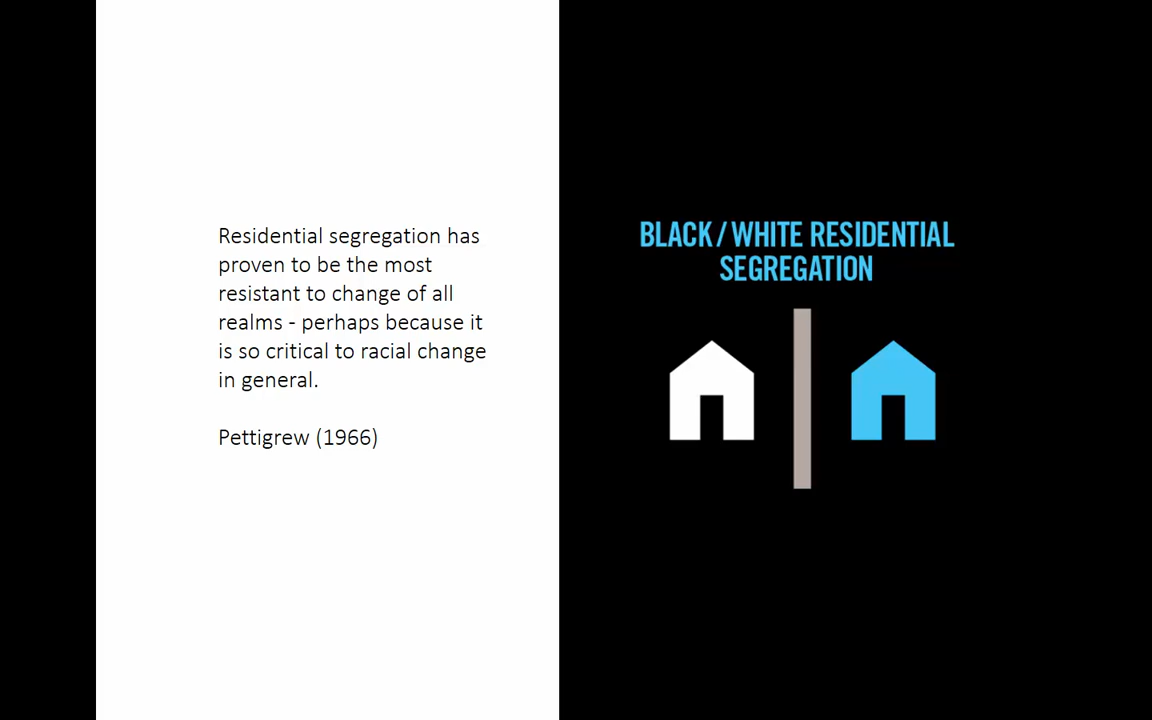 Residential segregation has
proven to be the most
resistant to change of all
realms - perhaps because it
is so critical to racial change
in general.
Pettigrew (1966)
BLACK / WHITE RESIDENTIAL
SEGREGATION